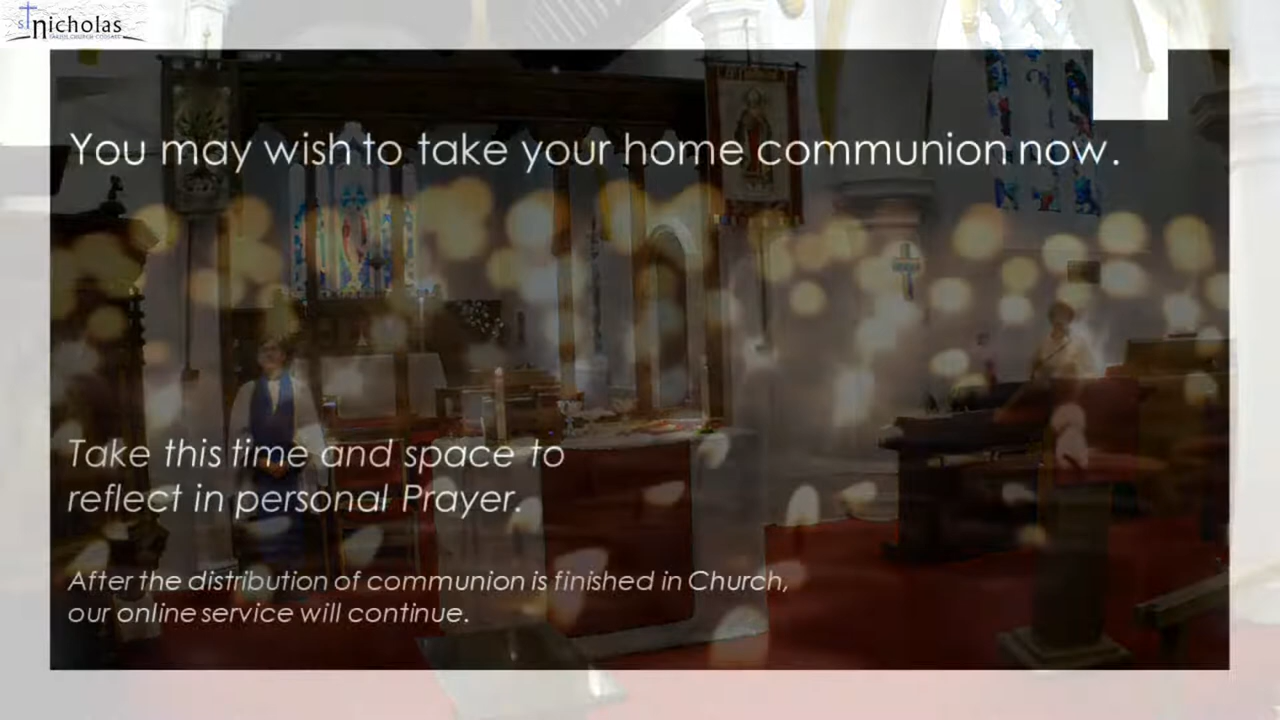 st nicholas
You may wish to take your home communion now.
Take this time and space to
reflect in personal Prayer.
After the distribution of communion is finished in Church,
our online service will continue.